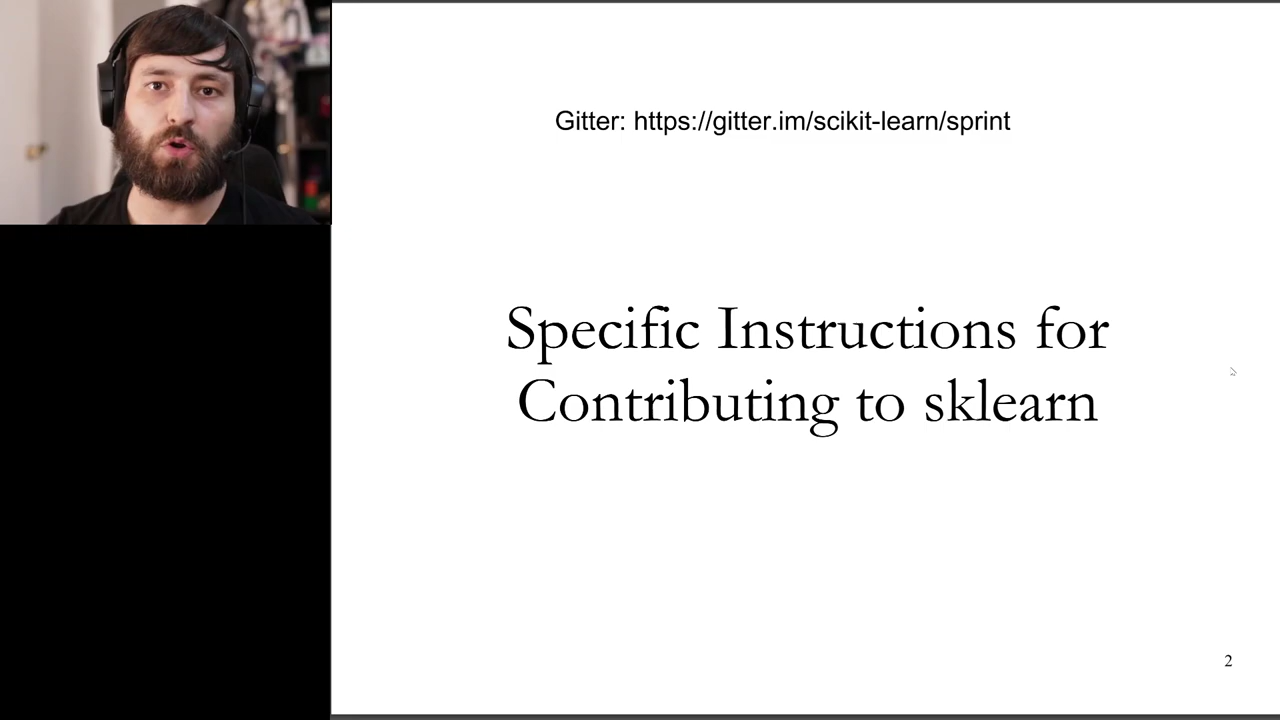 Gitter: https://gitter.im/scikit-learn/sprint
Specific Instructions for
Contributing to sklearn
2